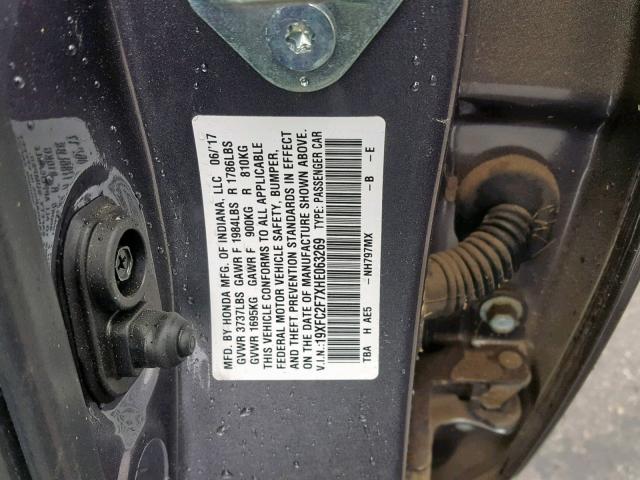 MFD. BY HONDA MFG. OF INDIANA, LLC 06/17
GVWR 3737LBS GAWR F 1984LBS R 1786LBS
GVWR 1695KG GAWR F 900KG R 810KG
THIS VEHICLE CONFORMS TO ALL APPLICABLE
FEDERAL MOTOR VEHICLE SAFETY, BUMPER,
AND THEFT PREVENTION STANDARDS IN EFFECT
ON THE DATE OF MANUFACTURE SHOWN ABOVE.
V.I.N.:19XFC2F7XHE063269 TYPE: PASSENGER CAR
TBA H AE5 –NH797MX –B –E